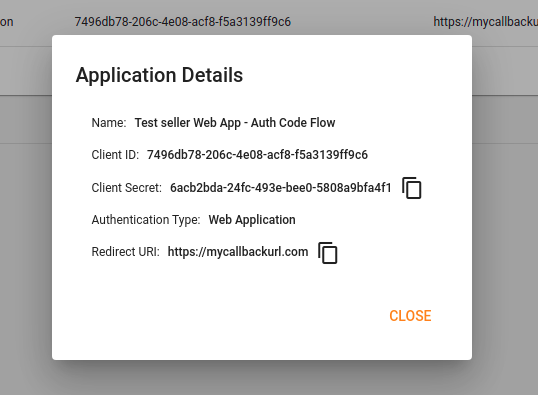 on 7496db78-206c-4e08-acf8-f5a3139ff9c6 https://mycallbacku
Application Details
Name: Test seller Web App - Auth Code Flow
Client ID: 7496db78-206c-4e08-acf8-f5a3139ff9c6
Client Secret: 6acb2bda-24fc-493e-bee0-5808a9bfa4f1
Authentication Type: Web Application
Redirect URI: https://mycallbackurl.com
CLOSE